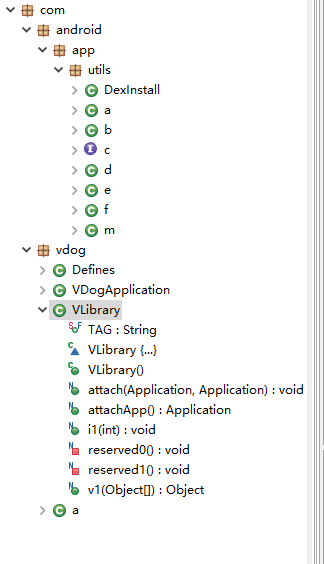 com
android
app
utils
DexInstall
a
b
c
d
e
f
m
vdog
Defines
VDogApplication
VLibrary
TAG : String
VLibrary {...}
VLibrary()
attach(Application, Application) : void
attachApp() : Application
i1(int) : void
reserved0() : void
reserved1() : void
v1(Object[]) : Object
a